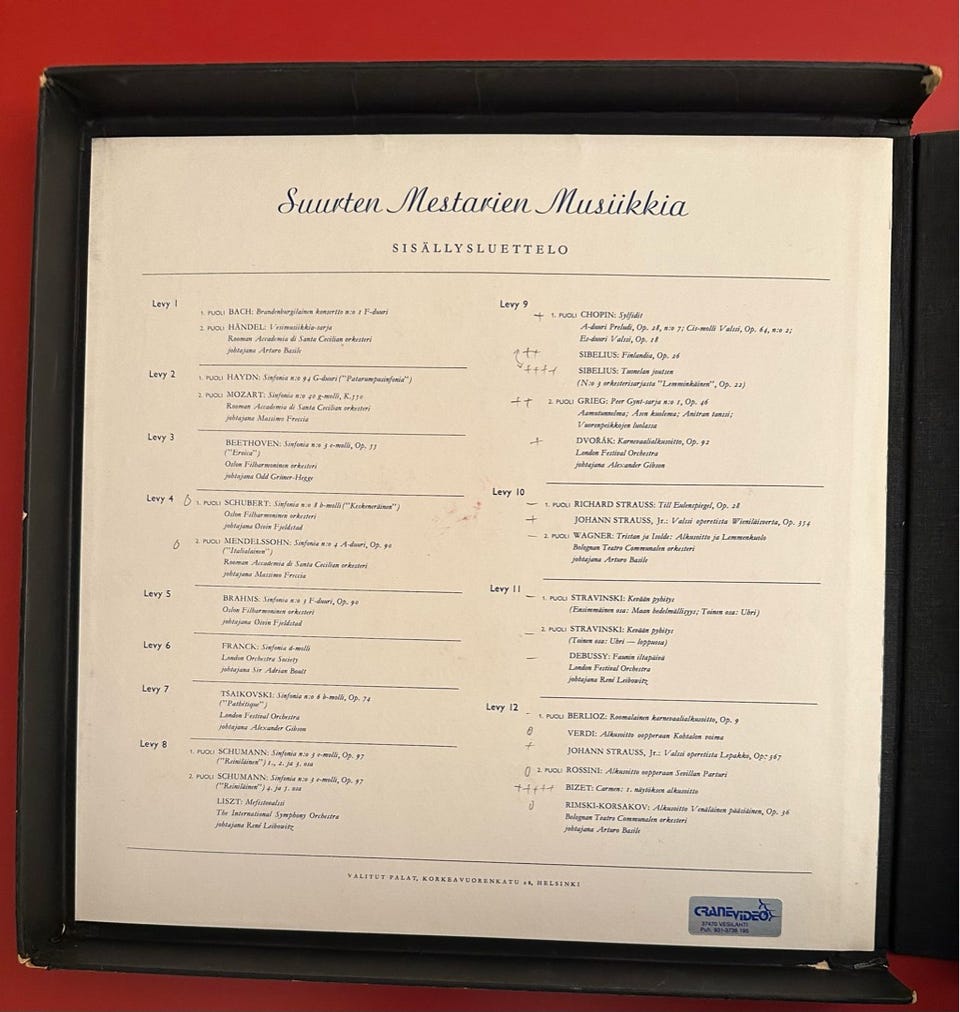 Suurten Mestarien Musiikkia
SISÄLLYSLUETTELO
Levy 1
1. PUOLI BACH: Brandenburgilainen konsertto n:o 1 F-duuri
2. PUOLI HÄNDEL: Vesimusiikkia-sarja
Rooman Accademia di Santa Cecilian orkesteri
johtajana Arturo Basile
Levy 2
1. PUOLI HAYDN: Sinfonia n:o 94 G-duuri ("Patarumpusinfonia")
2. PUOLI MOZART: Sinfonia n:o 40 g-molli, K.550
Rooman Accademia di Santa Cecilian orkesteri
johtajana Massimo Freccia
Levy 3
BEETHOVEN: Sinfonia n:o 3 e-molli, Op. 55
("Eroica")
Oslon Filharmoninen orkesteri
johtajana Odd Grüner-Hegge
Levy 4
0 1. PUOLI SCHUBERT: Sinfonia n:o 8 b-molli ("Keskeneräinen")
Oslon Filharmoninen orkesteri
johtajana Öivin Fjeldstad
0 2. PUOLI MENDELSSOHN: Sinfonia n:o 4 A-duuri, Op. 90
("Italialainen")
Rooman Accademia di Santa Cecilian orkesteri
johtajana Massimo Freccia
Levy 5
BRAHMS: Sinfonia n:o 3 F-duuri, Op. 90
Oslon Filharmoninen orkesteri
johtajana Öivin Fjeldstad
Levy 6
FRANCK: Sinfonia d-molli
London Orchestra Society
johtajana Sir Adrian Boult
Levy 7
TŠAIKOVSKI: Sinfonia n:o 6 b-molli, Op. 74
("Pathétique")
London Festival Orchestra
johtajana Alexander Gibson
Levy 8
1. PUOLI SCHUMANN: Sinfonia n:o 3 e-molli, Op. 97
("Reiniläinen") 1., 2. ja 3. osa
2. PUOLI SCHUMANN: Sinfonia n:o 3 e-molli, Op. 97
("Reiniläinen") 4. ja 5. osa
LISZT: Mefistovalssi
The International Symphony Orchestra
johtajana René Leibowitz
Levy 9
+ 1. PUOLI CHOPIN: Sylfidit
A-duuri Preludi, Op. 28, n:o 7; Cis-molli Valssi, Op. 64, n:o 2;
Es-duuri Valssi, Op. 18
++ SIBELIUS: Finlandia, Op. 26
++++ SIBELIUS: Tuonelan joutsen
(N:o 3 orkesterisarjasta "Lemminkäinen", Op. 22)
++ 2. PUOLI GRIEG: Peer Gynt-sarja n:o 1, Op. 46
Aamutunnelma; Åsen kuolema; Anitran tanssi;
Vuorenpeikkojen luolassa
+ DVOŘÁK: Karnevaalialkusoitto, Op. 92
London Festival Orchestra
johtajana Alexander Gibson
Levy 10
— 1. PUOLI RICHARD STRAUSS: Till Eulenspiegel, Op. 28
+ JOHANN STRAUSS, Jr.: Valssi operetista Wieniläisverta, Op. 354
— 2. PUOLI WAGNER: Tristan ja Isolde: Alkusoitto ja Lemmenkuolo
Bolognan Teatro Communalen orkesteri
johtajana Arturo Basile
Levy 11
— 1. PUOLI STRAVINSKI: Kevään pyhitys
(Ensimmäinen osa: Maan hedelmällisyys; Toinen osa: Uhri)
— 2. PUOLI STRAVINSKI: Kevään pyhitys
(Toinen osa: Uhri — loppuosa)
— DEBUSSY: Faunin iltapäivä
London Festival Orchestra
johtajana René Leibowitz
Levy 12
- 1. PUOLI BERLIOZ: Roomalainen karnevaalialkusoitto, Op. 9
0 VERDI: Alkusoitto oopperaan Kohtalon voima
+ JOHANN STRAUSS, Jr.: Valssi operetista Lepakko, Op. 367
0 2. PUOLI ROSSINI: Alkusoitto oopperaan Sevillan Parturi
++++ BIZET: Carmen: 1. näytöksen alkusoitto
0 RIMSKI-KORSAKOV: Alkusoitto Venäläinen pääsiäinen, Op. 36
Bolognan Teatro Communalen orkesteri
johtajana Arturo Basile
VALITUT PALAT, KORKEAVUORENKATU 28, HELSINKI
CRANEVIDEO
37470 VESILAHTI
Puh. 931-3738 195